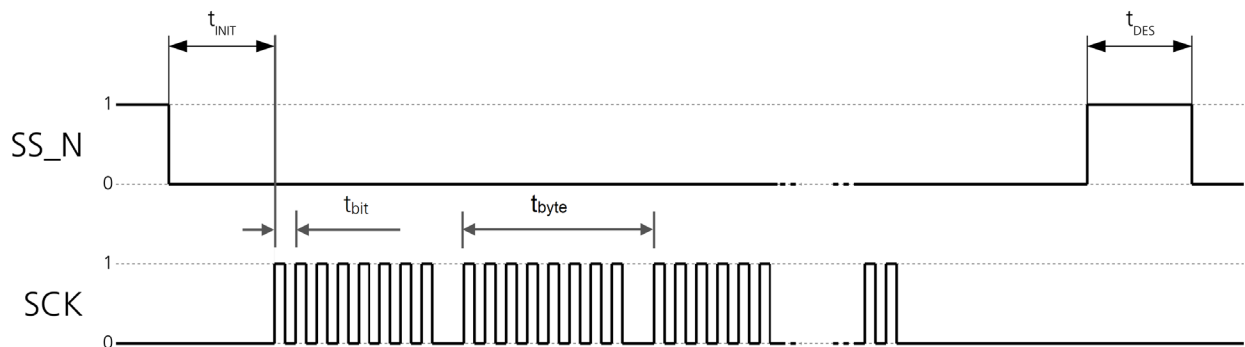 tINIT
tDES
1
SS_N
0
tbit
tbyte
1
SCK
0